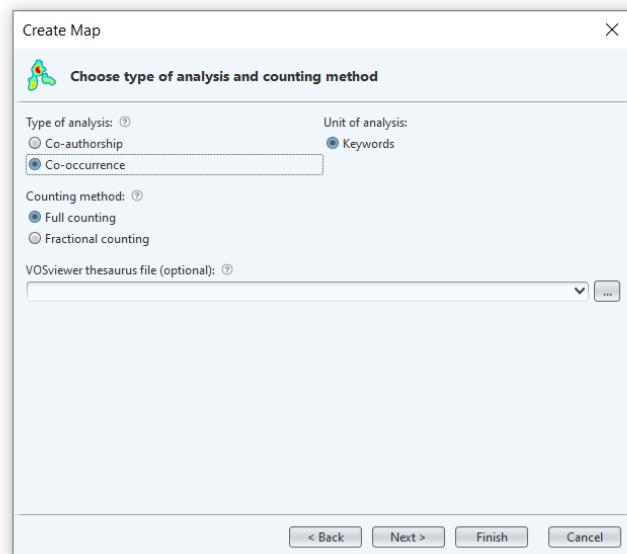 Create Map
Choose type of analysis and counting method
Type of analysis: ?
Unit of analysis:
Co-authorship
Keywords
Co-occurrence
Counting method: ?
Full counting
Fractional counting
VOSviewer thesaurus file (optional): ?
...
< Back
Next >
Finish
Cancel